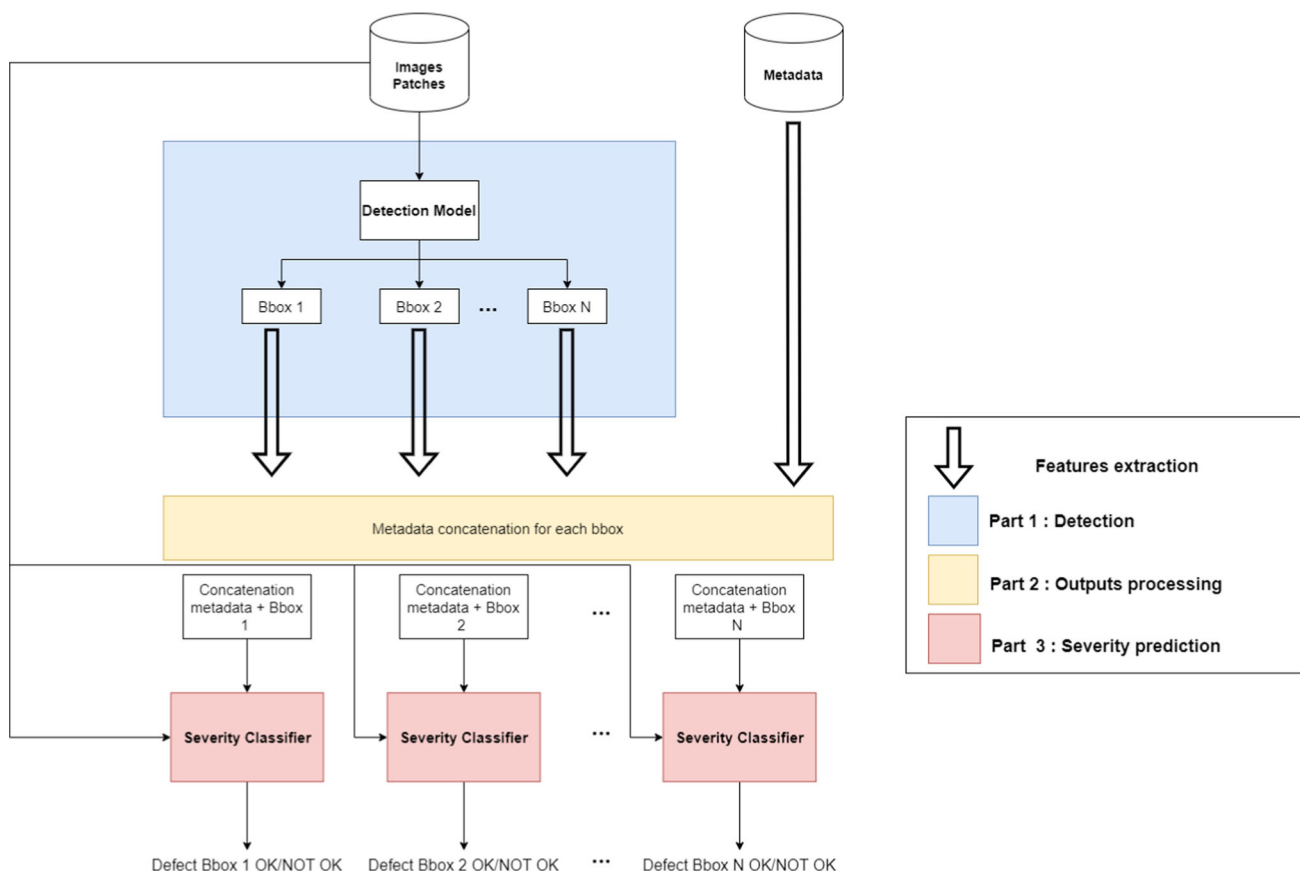 Images
Patches
Metadata
Detection Model
Bbox 1
Bbox 2
...
Bbox N
Features extraction
Part 1 : Detection
Part 2 : Outputs processing
Part 3 : Severity prediction
Metadata concatenation for each bbox
Concatenation
metadata + Bbox
1
Concatenation
metadata + Bbox
2
...
Concatenation
metadata + Bbox
N
Severity Classifier
Severity Classifier
...
Severity Classifier
Defect Bbox 1 OK/NOT OK
Defect Bbox 2 OK/NOT OK
...
Defect Bbox N OK/NOT OK